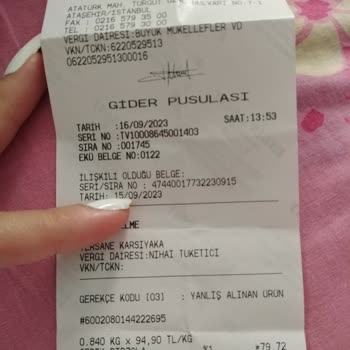 ATATÜRK MAH. TURGUT
ATAŞEHİR/İSTANBUL
FAX : 0216 579 35 00
TEL : 0216 579 30 00
VERGİ DAİRESİ:BÜYÜK MÜKELLEFLER VD
VKN/TCKN:6220529513
0622052951300016
GİDER PUSULASI
TARİH :16/09/2023 SAAT:13:53
SERİ NO :TV10008645001403
SIRA NO :001745
EKÜ BELGE NO:0122
İLİŞKİLİ OLDUĞU BELGE:
SERİ/SIRA NO : 47440017732230915
TARİH: 15/09/2023
TERSANE KARŞIYAKA
VERGİ DAİRESİ:NİHAİ TÜKETİCİ
VKN/TCKN:
GEREKÇE KODU [03] : YANLIŞ ALINAN ÜRÜN
#6002080144222695
0.840 KG x 94,90 TL/KG
%1 *79,72